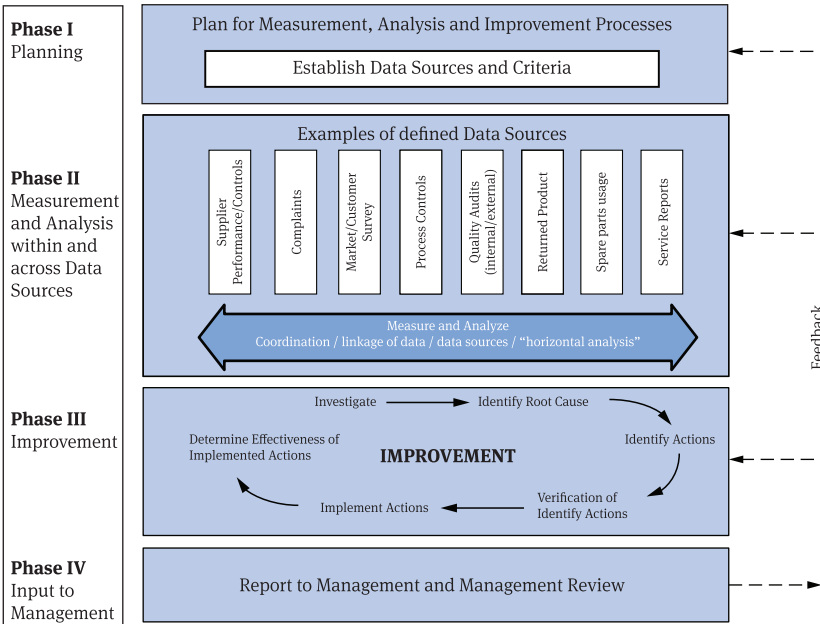 Phase I
Planning
Plan for Measurement, Analysis and Improvement Processes
Establish Data Sources and Criteria
Phase II
Measurement
and Analysis
within and
across Data
Sources
Examples of defined Data Sources
Supplier
Performance/Controls
Complaints
Market/Customer
Survey
Process Controls
Quality Audits
(internal/external)
Returned Product
Spare parts usage
Service Reports
Measure and Analyze
Coordination / linkage of data / data sources / “horizontal analysis”
Feedback
Phase III
Improvement
Investigate
Identify Root Cause
Identify Actions
Verification of
Identify Actions
Implement Actions
Determine Effectiveness of
Implemented Actions
IMPROVEMENT
Phase IV
Input to
Management
Report to Management and Management Review